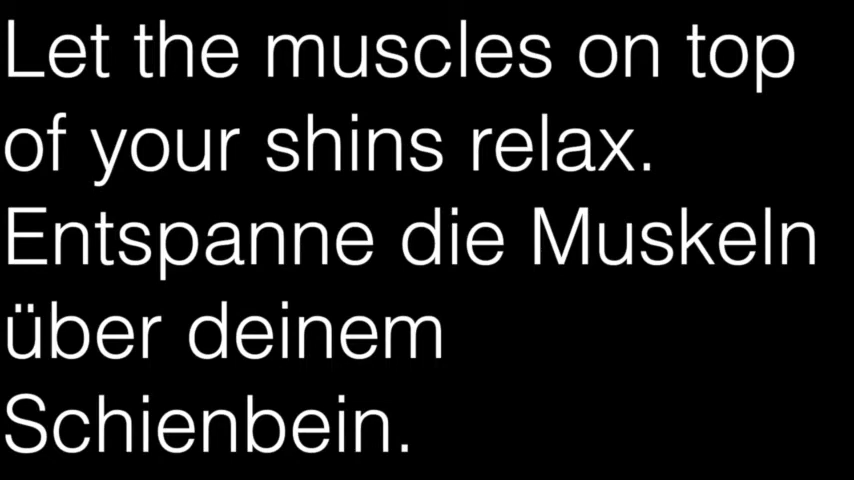 Let the muscles on top
of your shins relax.
Entspanne die Muskeln
über deinem
Schienbein.